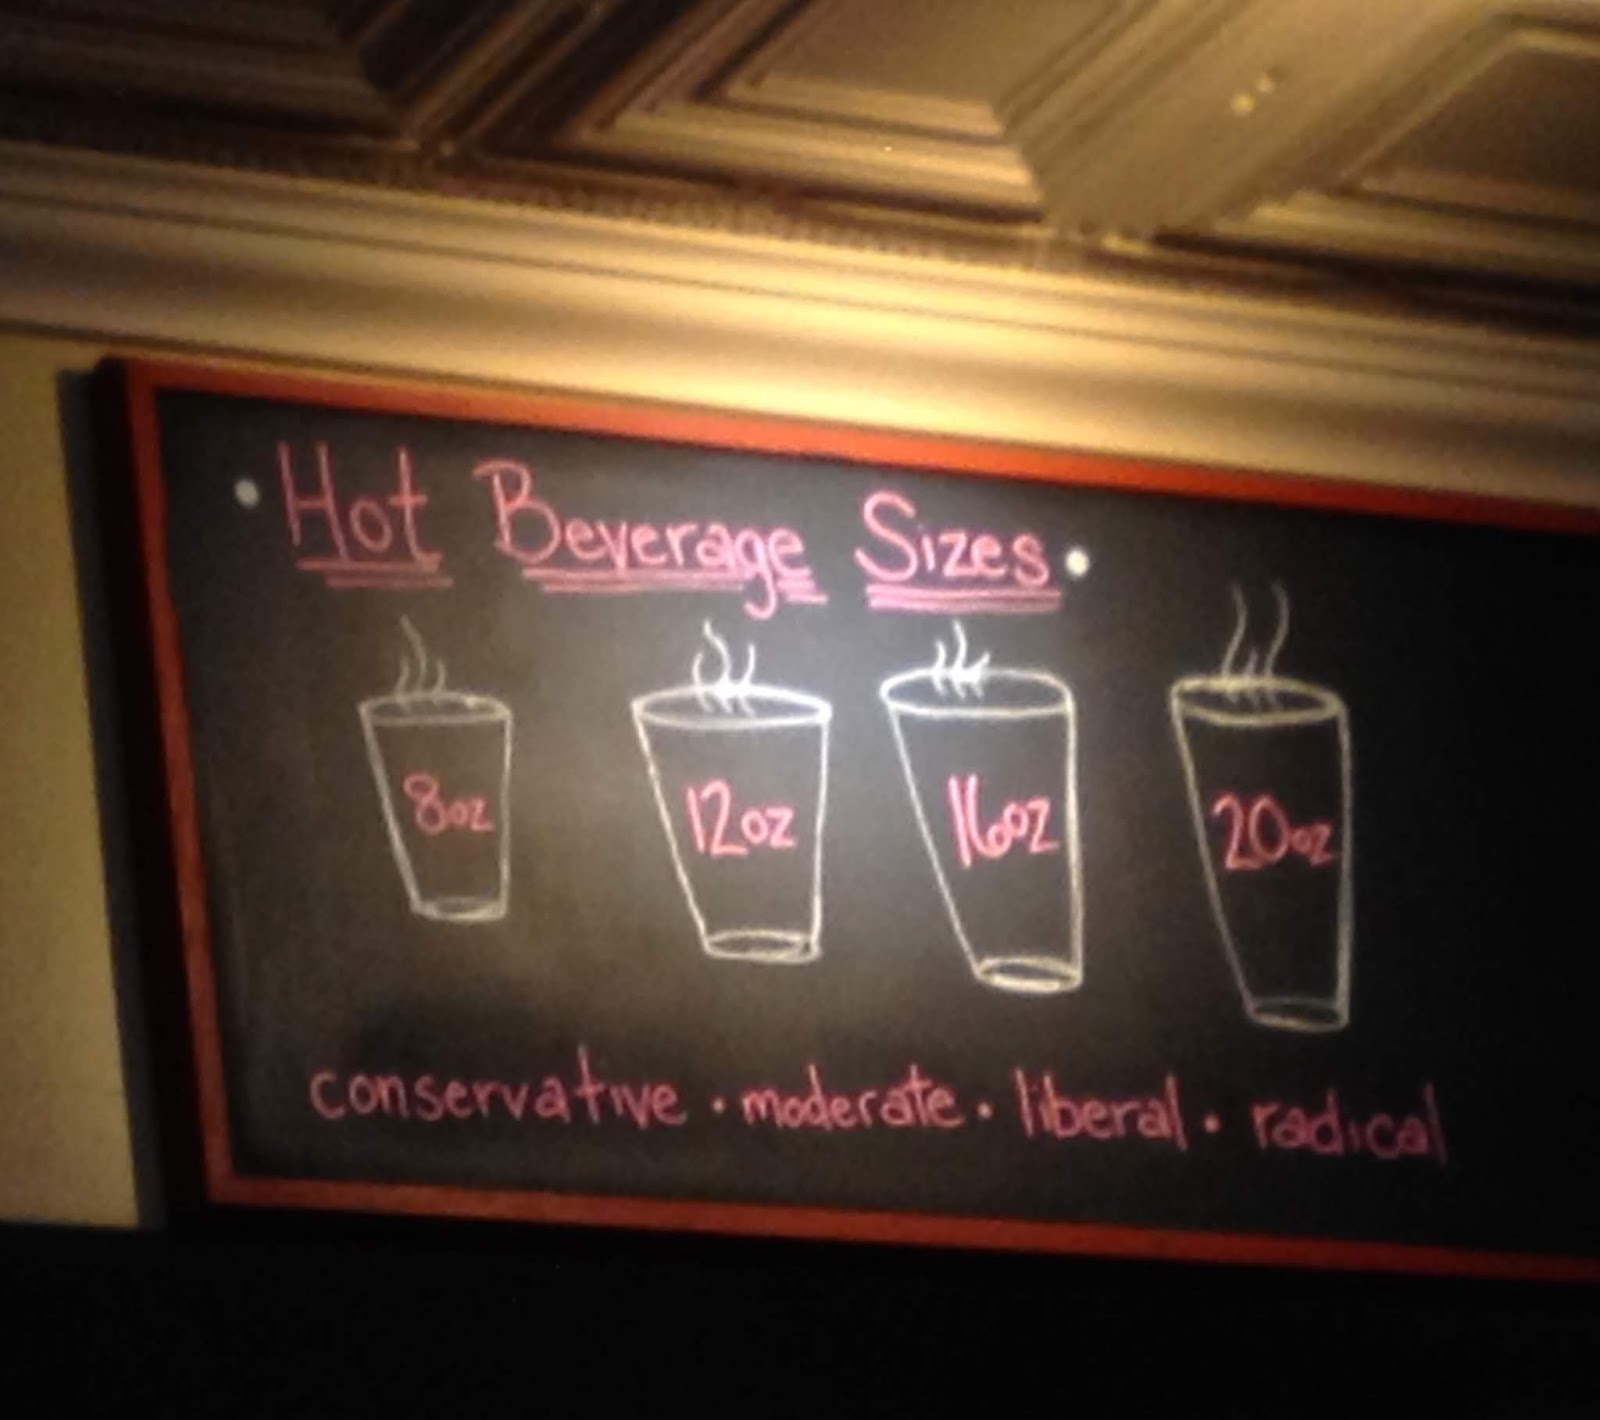 • Hot Beverage Sizes •
8oz 12oz 16oz 20oz
conservative • moderate • liberal • radical